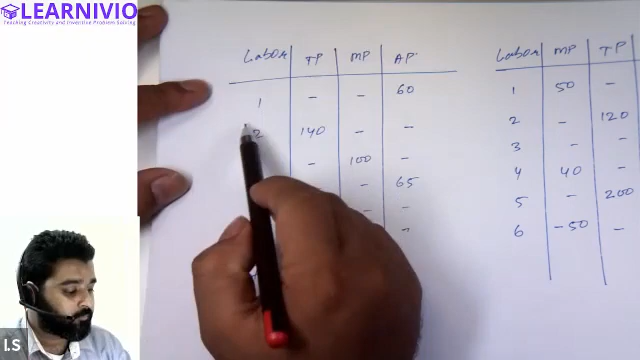 LEARNIVIO
Teaching Creativity and Inventive Problem Solving
Labor TP MP AP
1 - - 60
2 140 - -
- 100 -
- 65
- -
-
Labor MP TP
1 50 -
2 - 120
3 - -
4 40 -
5 - 200
6 -50 -
I.S